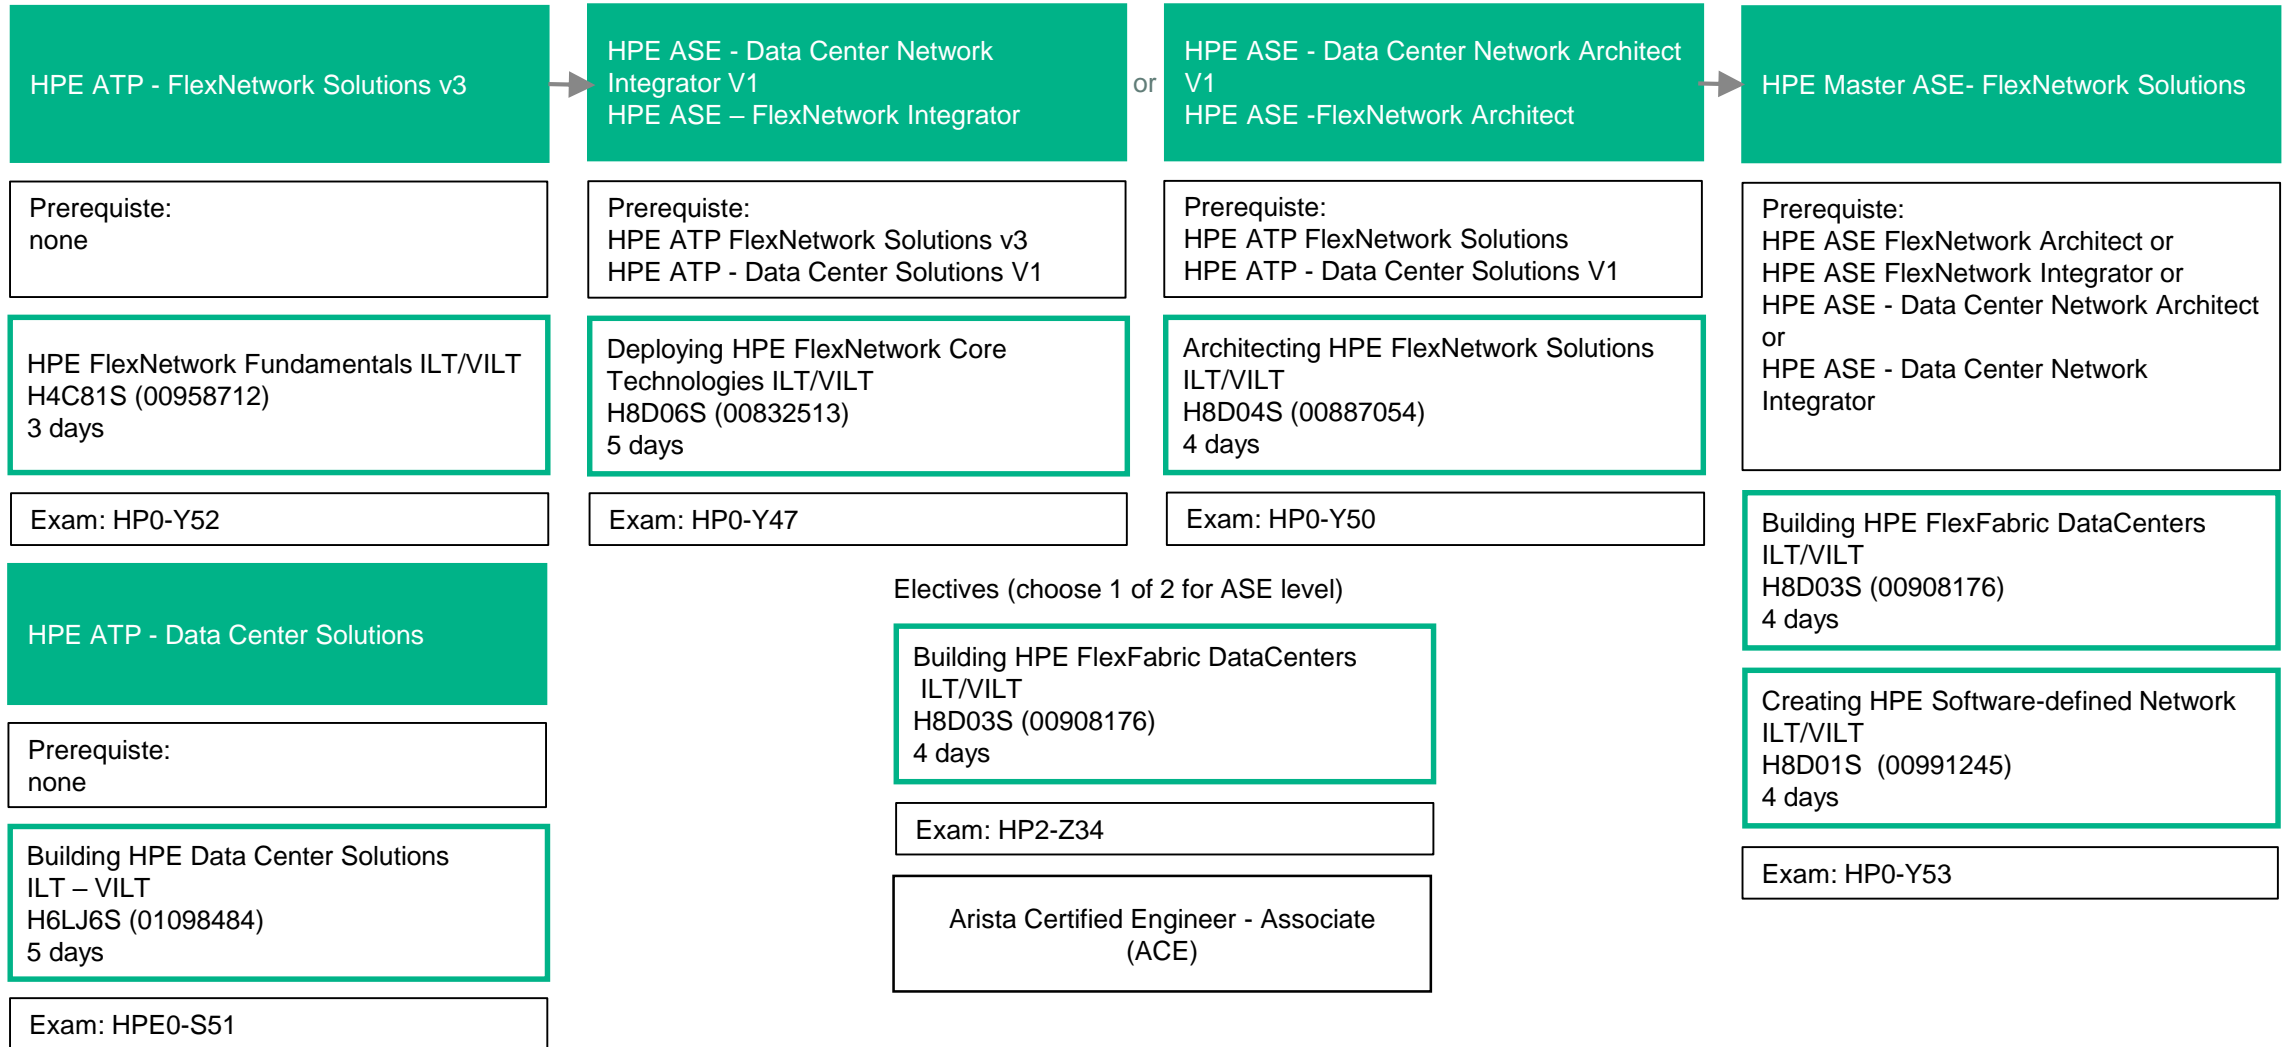 HPE ATP - FlexNetwork Solutions v3
Prerequiste:
none
HPE FlexNetwork Fundamentals ILT/VILT
H4C81S (00958712)
3 days
Exam: HP0-Y52
HPE ATP - Data Center Solutions
Prerequiste:
none
Building HPE Data Center Solutions
ILT – VILT
H6LJ6S (01098484)
5 days
Exam: HPE0-S51
HPE ASE - Data Center Network
Integrator V1
HPE ASE – FlexNetwork Integrator
Prerequiste:
HPE ATP FlexNetwork Solutions v3
HPE ATP - Data Center Solutions V1
Deploying HPE FlexNetwork Core
Technologies ILT/VILT
H8D06S (00832513)
5 days
Exam: HP0-Y47
or
HPE ASE - Data Center Network Architect
V1
HPE ASE -FlexNetwork Architect
Prerequiste:
HPE ATP FlexNetwork Solutions
HPE ATP - Data Center Solutions V1
Architecting HPE FlexNetwork Solutions
ILT/VILT
H8D04S (00887054)
4 days
Exam: HP0-Y50
Electives (choose 1 of 2 for ASE level)
Building HPE FlexFabric DataCenters
ILT/VILT
H8D03S (00908176)
4 days
Exam: HP2-Z34
Arista Certified Engineer - Associate
(ACE)
HPE Master ASE- FlexNetwork Solutions
Prerequiste:
HPE ASE FlexNetwork Architect or
HPE ASE FlexNetwork Integrator or
HPE ASE - Data Center Network Architect
or
HPE ASE - Data Center Network
Integrator
Building HPE FlexFabric DataCenters
ILT/VILT
H8D03S (00908176)
4 days
Creating HPE Software-defined Network
ILT/VILT
H8D01S (00991245)
4 days
Exam: HP0-Y53